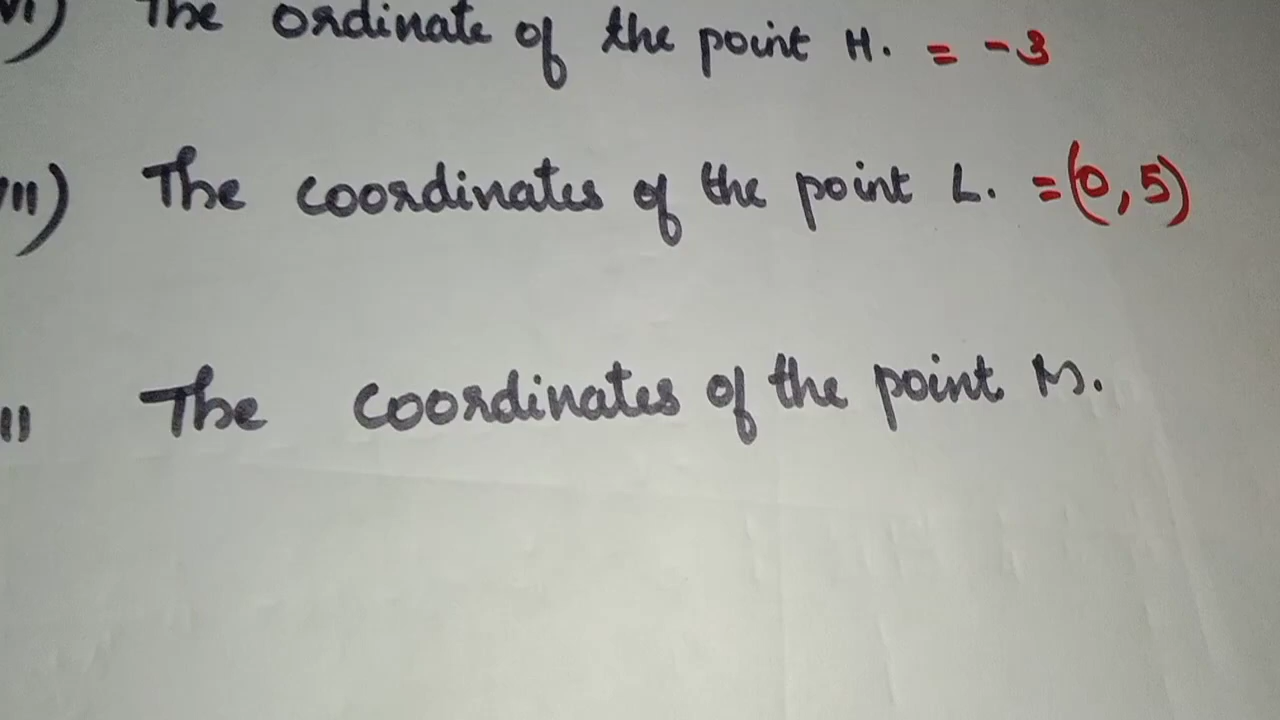 vi) The ordinate of the point H. = -3
vii) The coordinates of the point L. = (0, 5)
ii The coordinates of the point M.